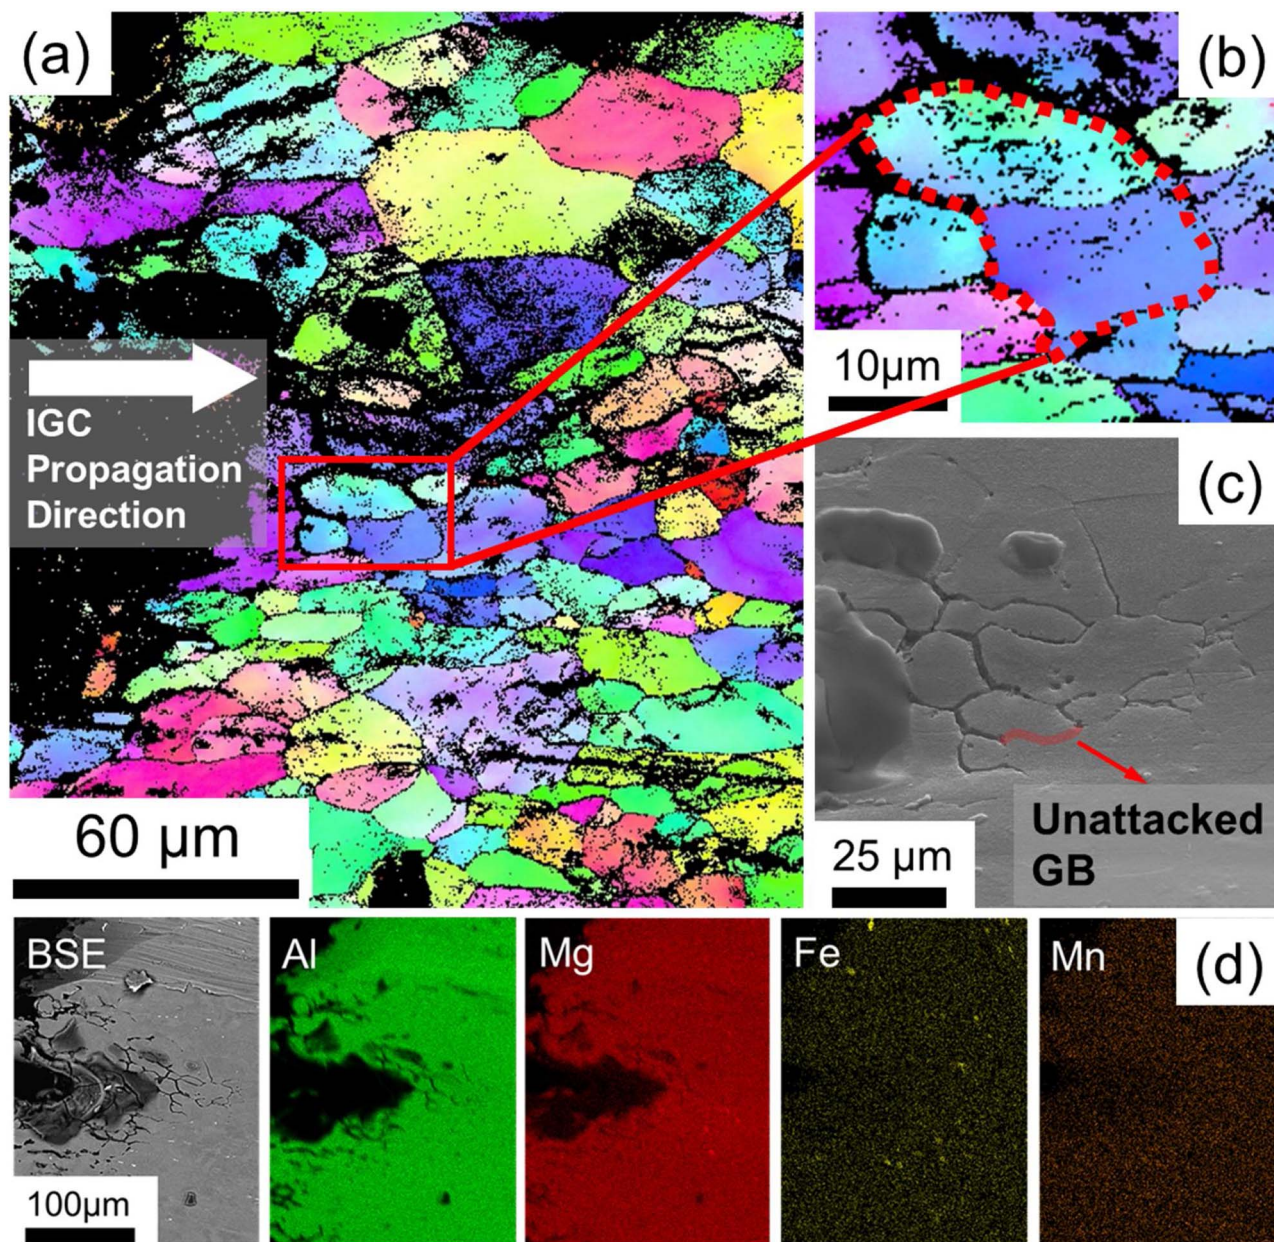 (a)
(b)
IGC
Propagation
Direction
10µm
60 µm
(c)
Unattacked
GB
25 µm
BSE
Al
Mg
Fe
Mn
(d)
100µm